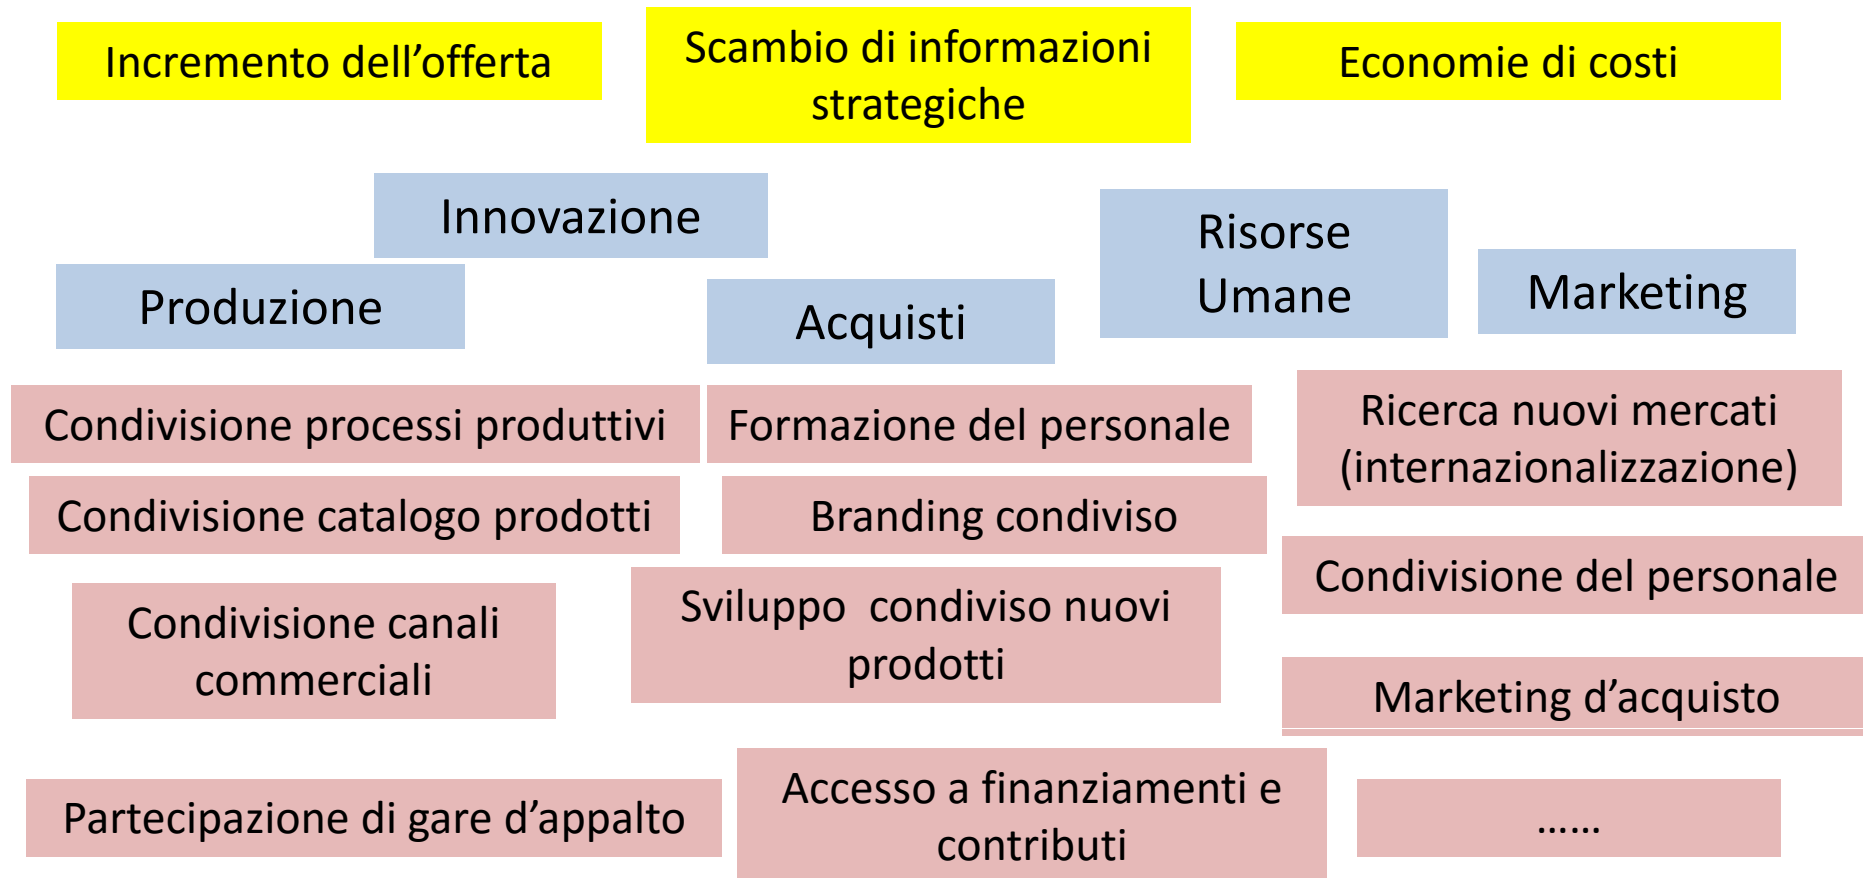 Incremento dell’offerta
Scambio di informazioni
strategiche
Economie di costi
Innovazione
Risorse
Umane
Produzione
Acquisti
Marketing
Condivisione processi produttivi
Formazione del personale
Ricerca nuovi mercati
(internazionalizzazione)
Condivisione catalogo prodotti
Branding condiviso
Condivisione del personale
Condivisione canali
commerciali
Sviluppo  condiviso nuovi
prodotti
Marketing d’acquisto
Partecipazione di gare d’appalto
Accesso a finanziamenti e
contributi
……